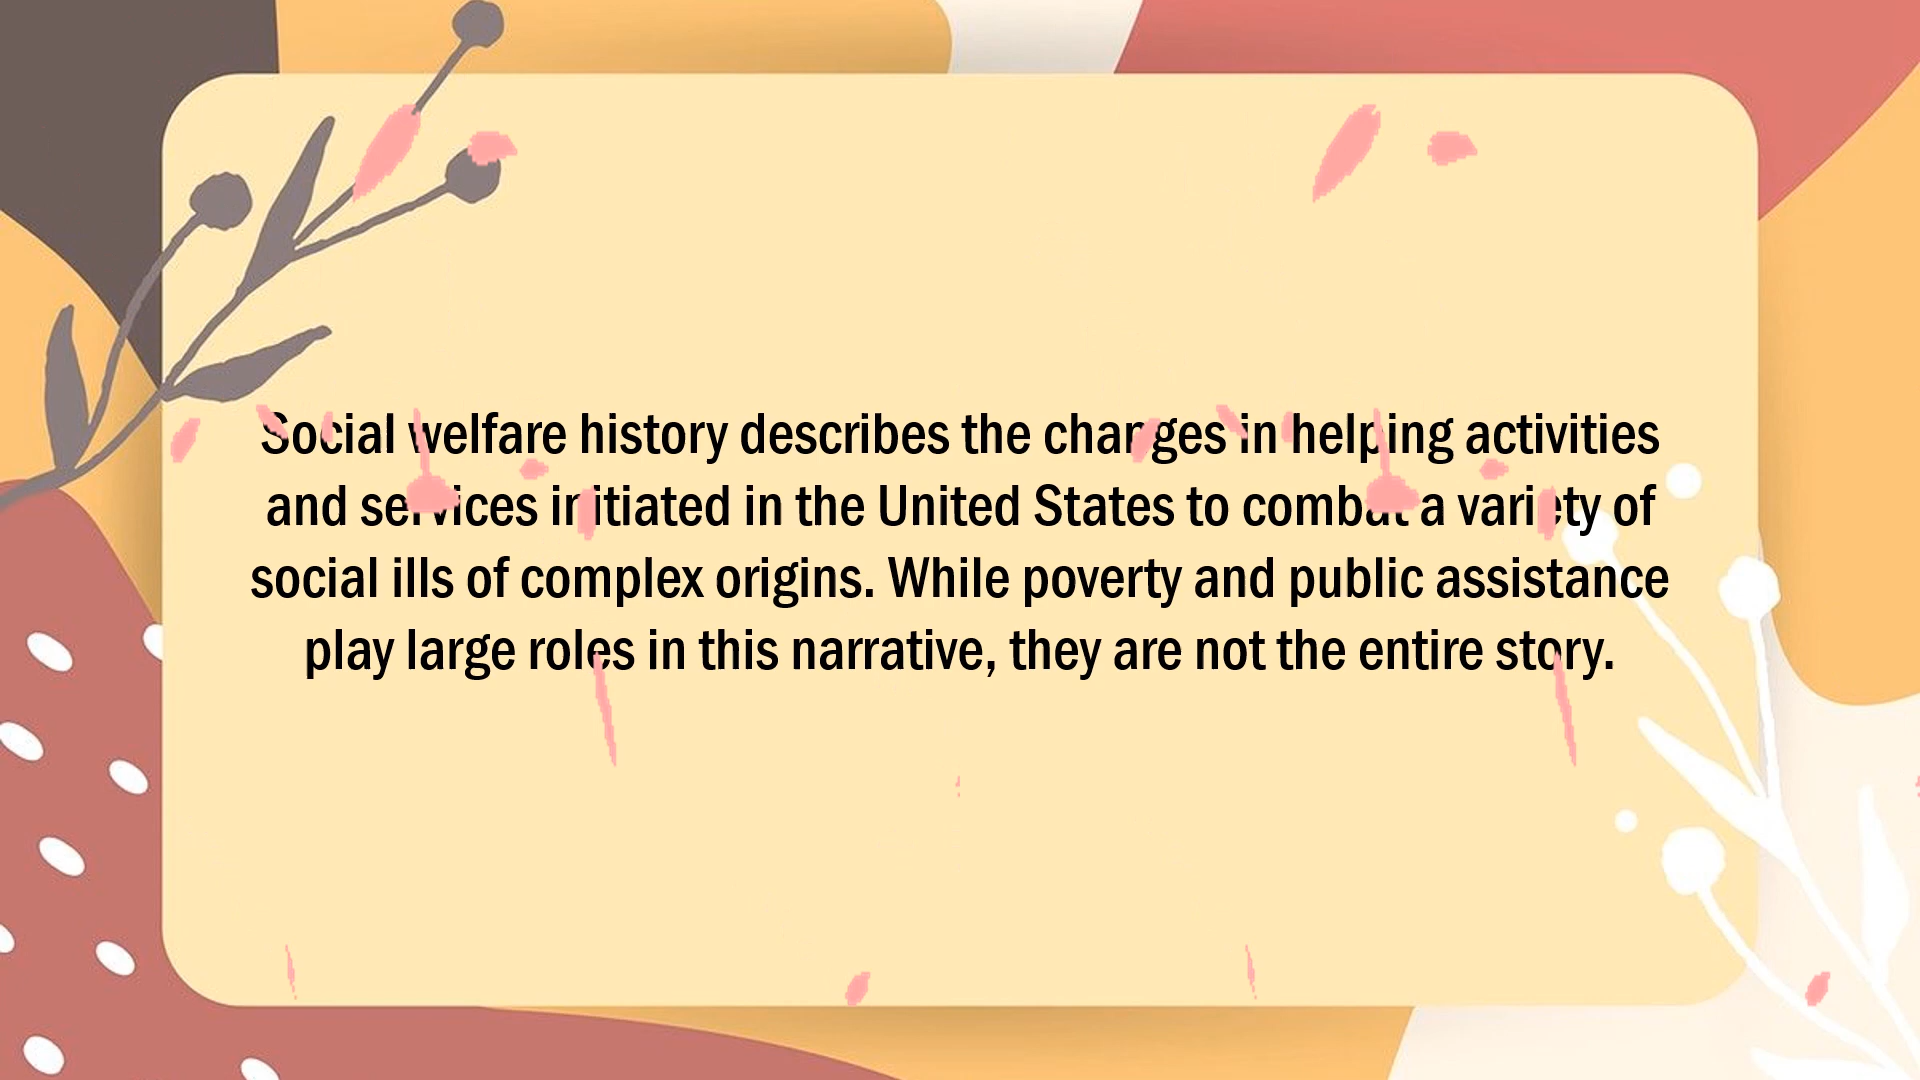 Social welfare history describes the changes in helping activities
and services initiated in the United States to combat a variety of
social ills of complex origins. While poverty and public assistance
play large roles in this narrative, they are not the entire story.